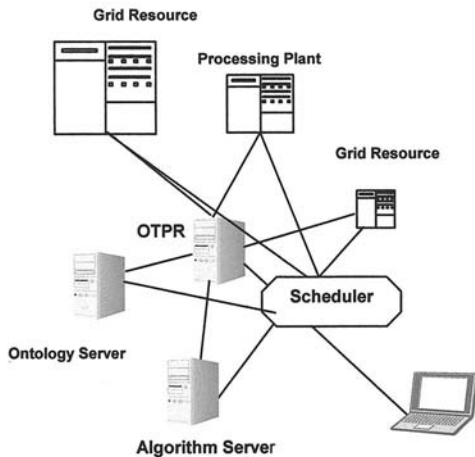 Grid Resource
Processing Plant
Grid Resource
OTPR
Scheduler
Ontology Server
Algorithm Server